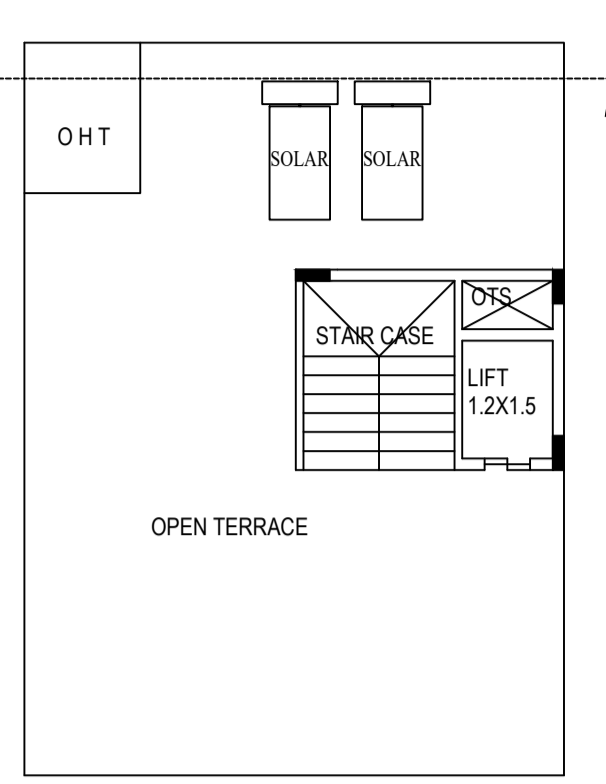 O H T
SOLAR
SOLAR
OTS
STAIR CASE
LIFT
1.2X1.5
OPEN TERRACE